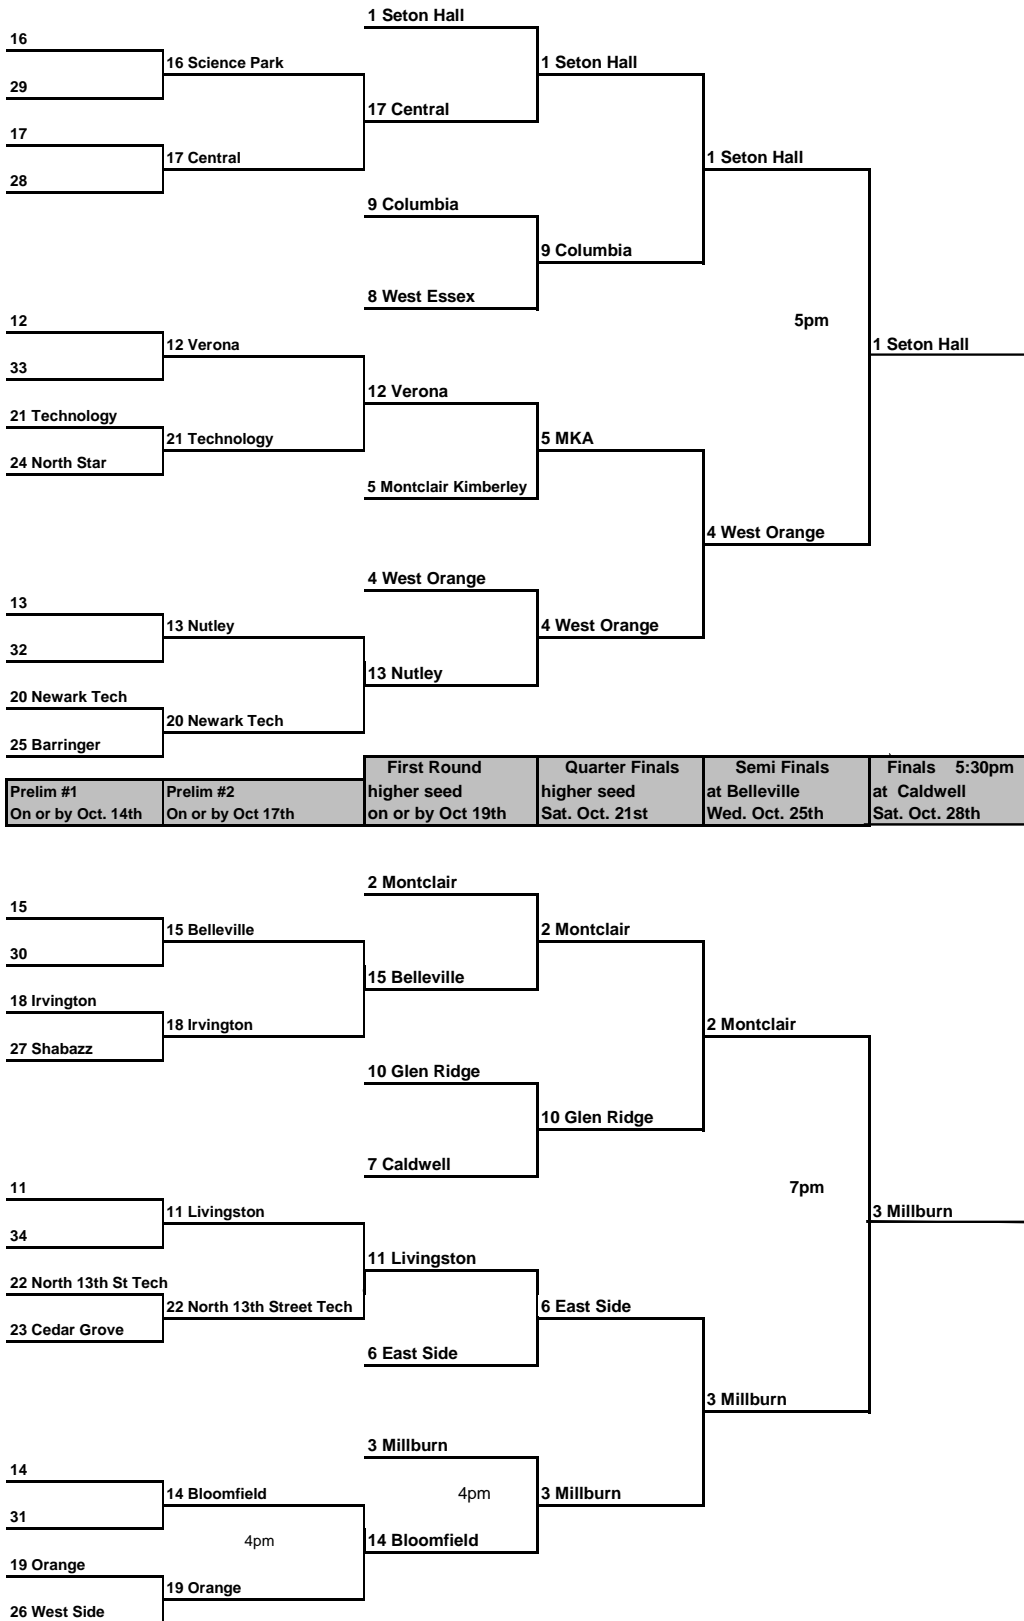 1 Seton Hall
16
16 Science Park
1 Seton Hall
29
17 Central
17
17 Central
1 Seton Hall
28
9 Columbia
9 Columbia
8 West Essex
12
5pm
12 Verona
1 Seton Hall
33
12 Verona
21 Technology
21 Technology
5 MKA
24 North Star
5 Montclair Kimberley
4 West Orange
4 West Orange
13
13 Nutley
4 West Orange
32
13 Nutley
20 Newark Tech
20 Newark Tech
25 Barringer
First Round Quarter Finals Semi Finals Finals 5:30pm
Prelim #1 Prelim #2 higher seed higher seed at Belleville at Caldwell
On or by Oct. 14th On or by Oct 17th on or by Oct 19th Sat. Oct. 21st Wed. Oct. 25th Sat. Oct. 28th
2 Montclair
15
15 Belleville
2 Montclair
30
15 Belleville
18 Irvington
18 Irvington
2 Montclair
27 Shabazz
10 Glen Ridge
10 Glen Ridge
7 Caldwell
11
7pm
11 Livingston
3 Millburn
34
11 Livingston
22 North 13th St Tech
22 North 13th Street Tech
6 East Side
23 Cedar Grove
6 East Side
3 Millburn
3 Millburn
14
14 Bloomfield
4pm
3 Millburn
31
4pm
14 Bloomfield
19 Orange
19 Orange
26 West Side